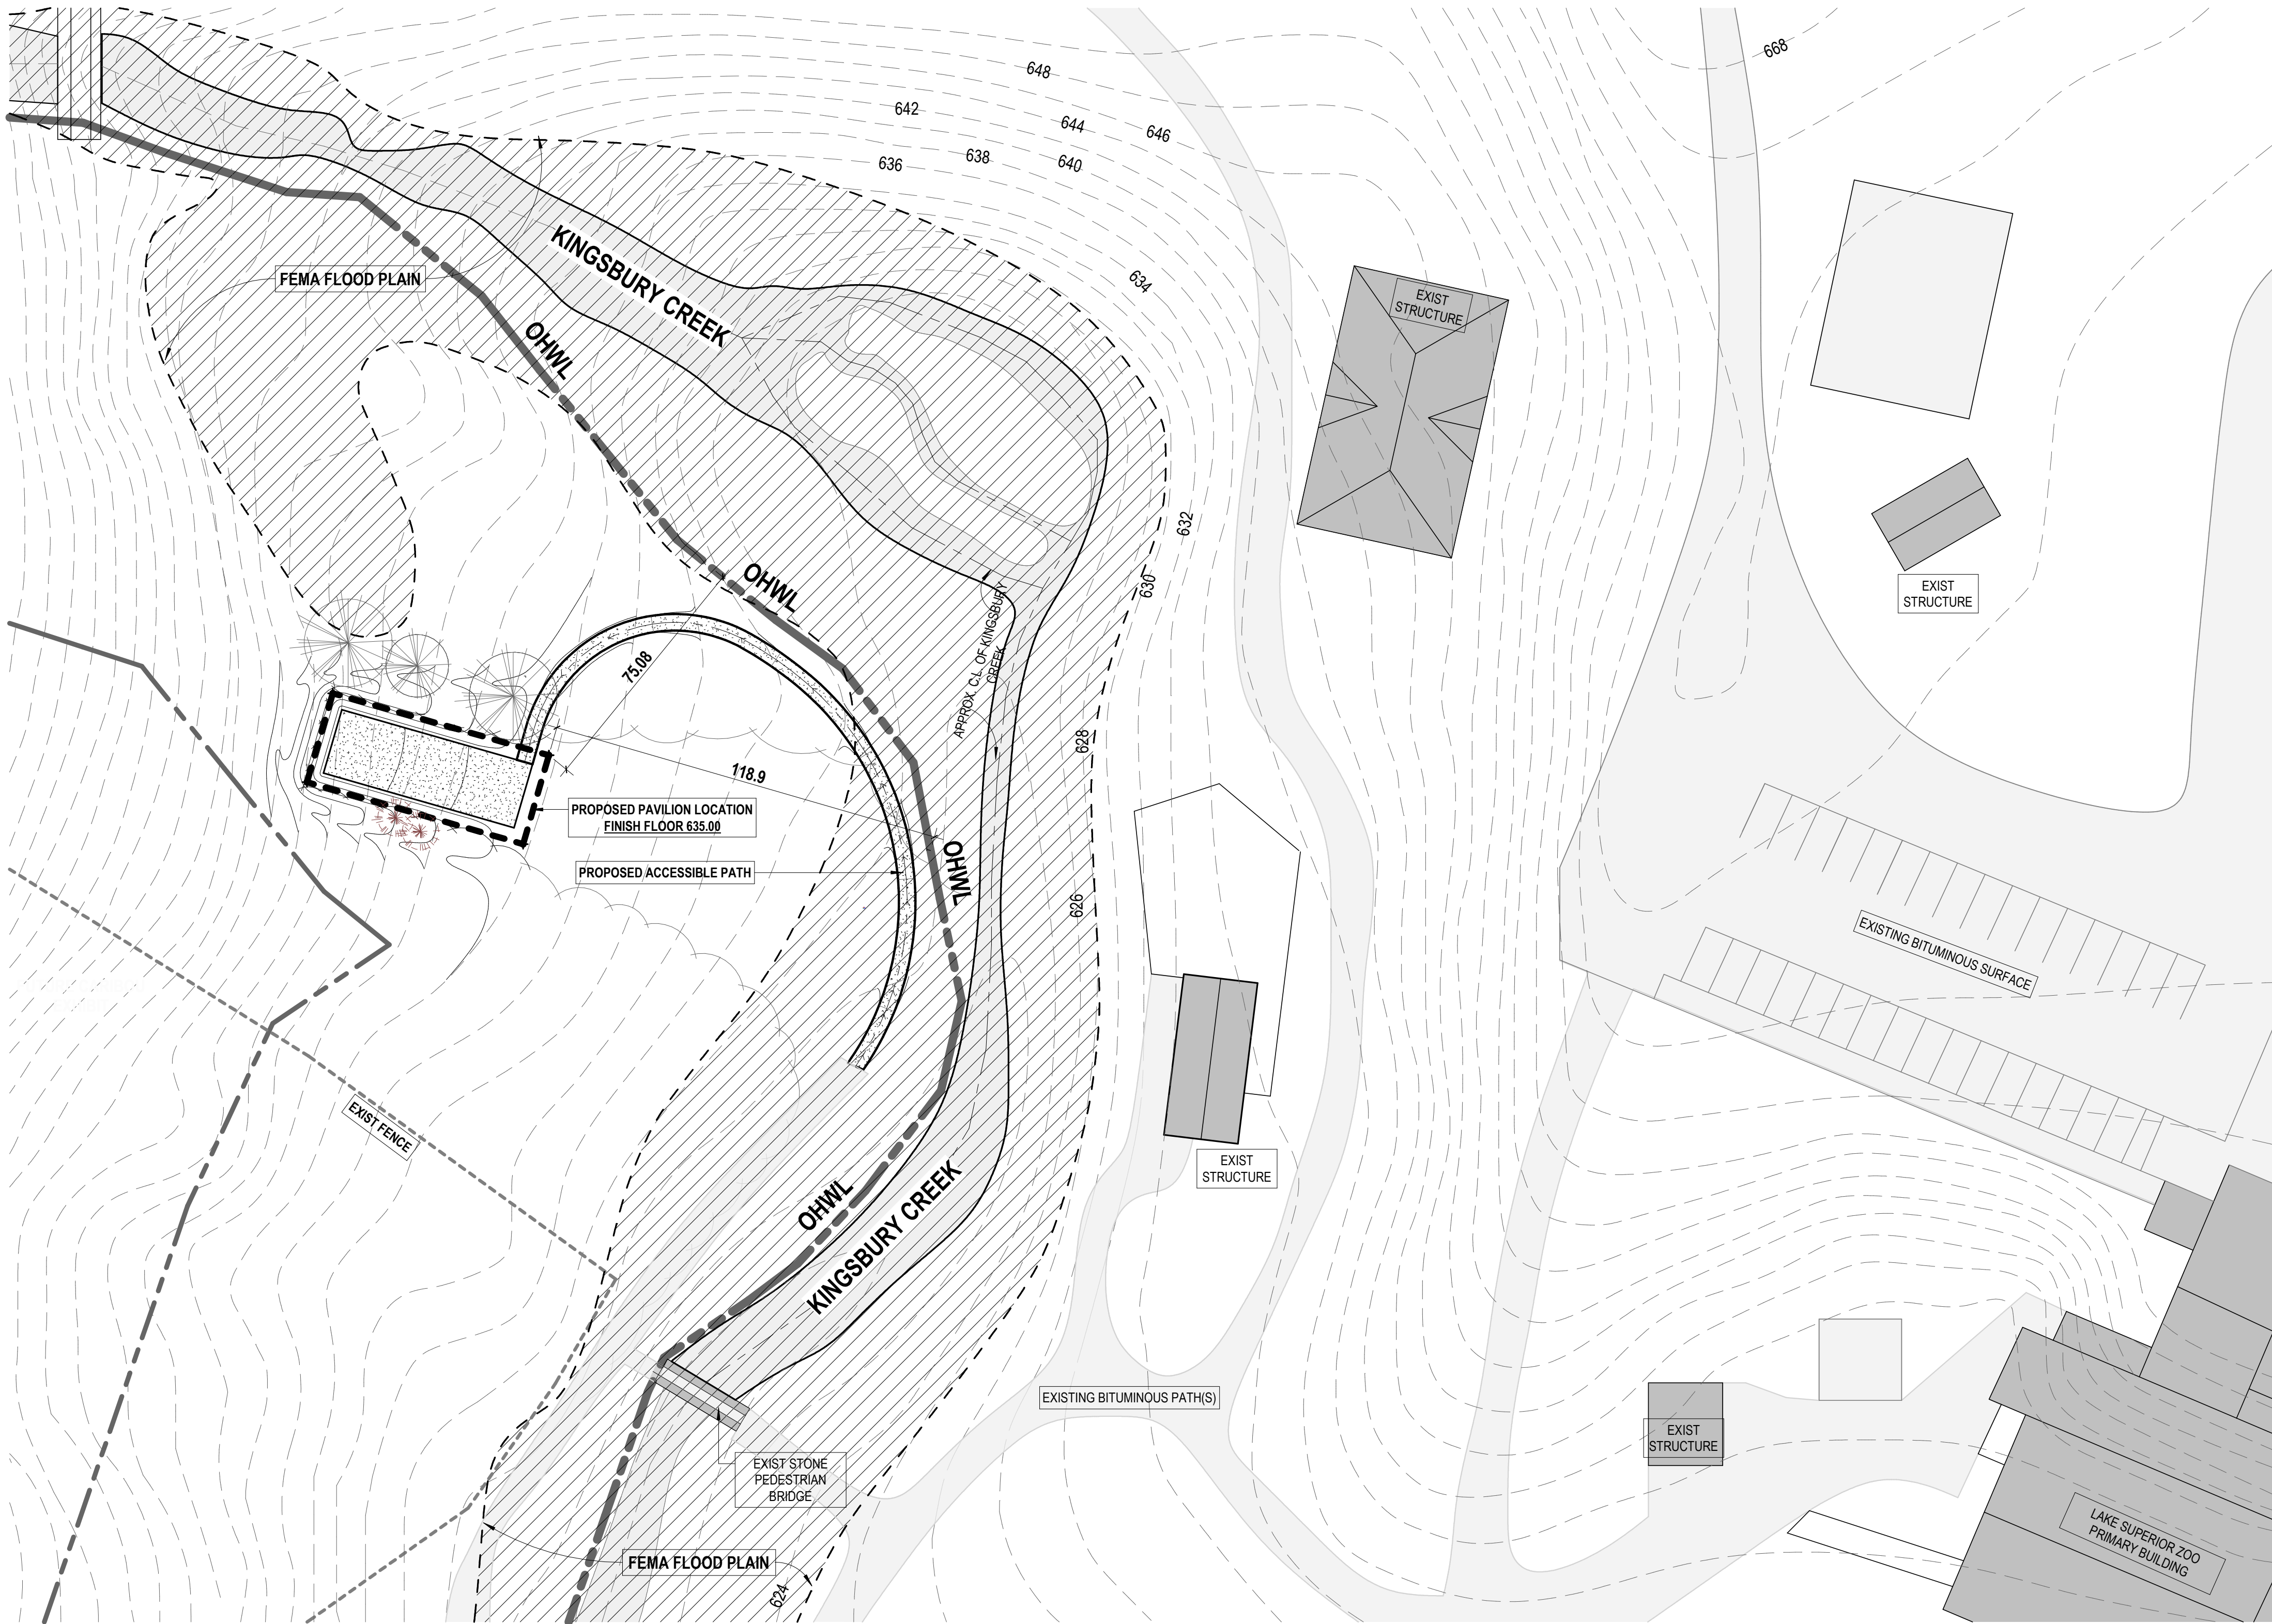 668
648
642
644
646
636
638
640
634
KINGSBURY CREEK
FEMA FLOOD PLAIN
OHWL
EXIST
STRUCTURE
632
630
OHWL
EXIST
STRUCTURE
APPROX. C.L. OF KINGSBURY
CREEK
75.08
628
118.9
PROPOSED PAVILION LOCATION
FINISH FLOOR 635.00
PROPOSED ACCESSIBLE PATH
OHWL
626
EXISTING BITUMINOUS SURFACE
EXIST FENCE
EXIST
STRUCTURE
OHWL
KINGSBURY CREEK
EXISTING BITUMINOUS PATH(S)
EXIST
STRUCTURE
EXIST STONE
PEDESTRIAN
BRIDGE
LAKE SUPERIOR ZOO
PRIMARY BUILDING
FEMA FLOOD PLAIN
624